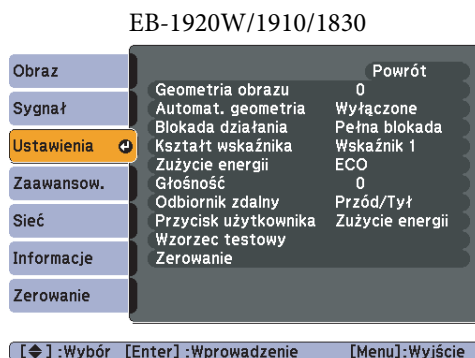 EB-1920W/1910/1830
Obraz
Sygnał
Ustawienia
Zaawansow.
Sieć
Informacje
Zerowanie
Powrót
Geometria obrazu 0
Automat. geometria Wyłączone
Blokada działania Pełna blokada
Kształt wskaźnika Wskaźnik 1
Zużycie energii ECO
Głośność 0
Odbiornik zdalny Przód/Tył
Przycisk użytkownika Zużycie energii
Wzorzec testowy
Zerowanie
[◆] :Wybór [Enter] :Wprowadzenie [Menu]:Wyjście